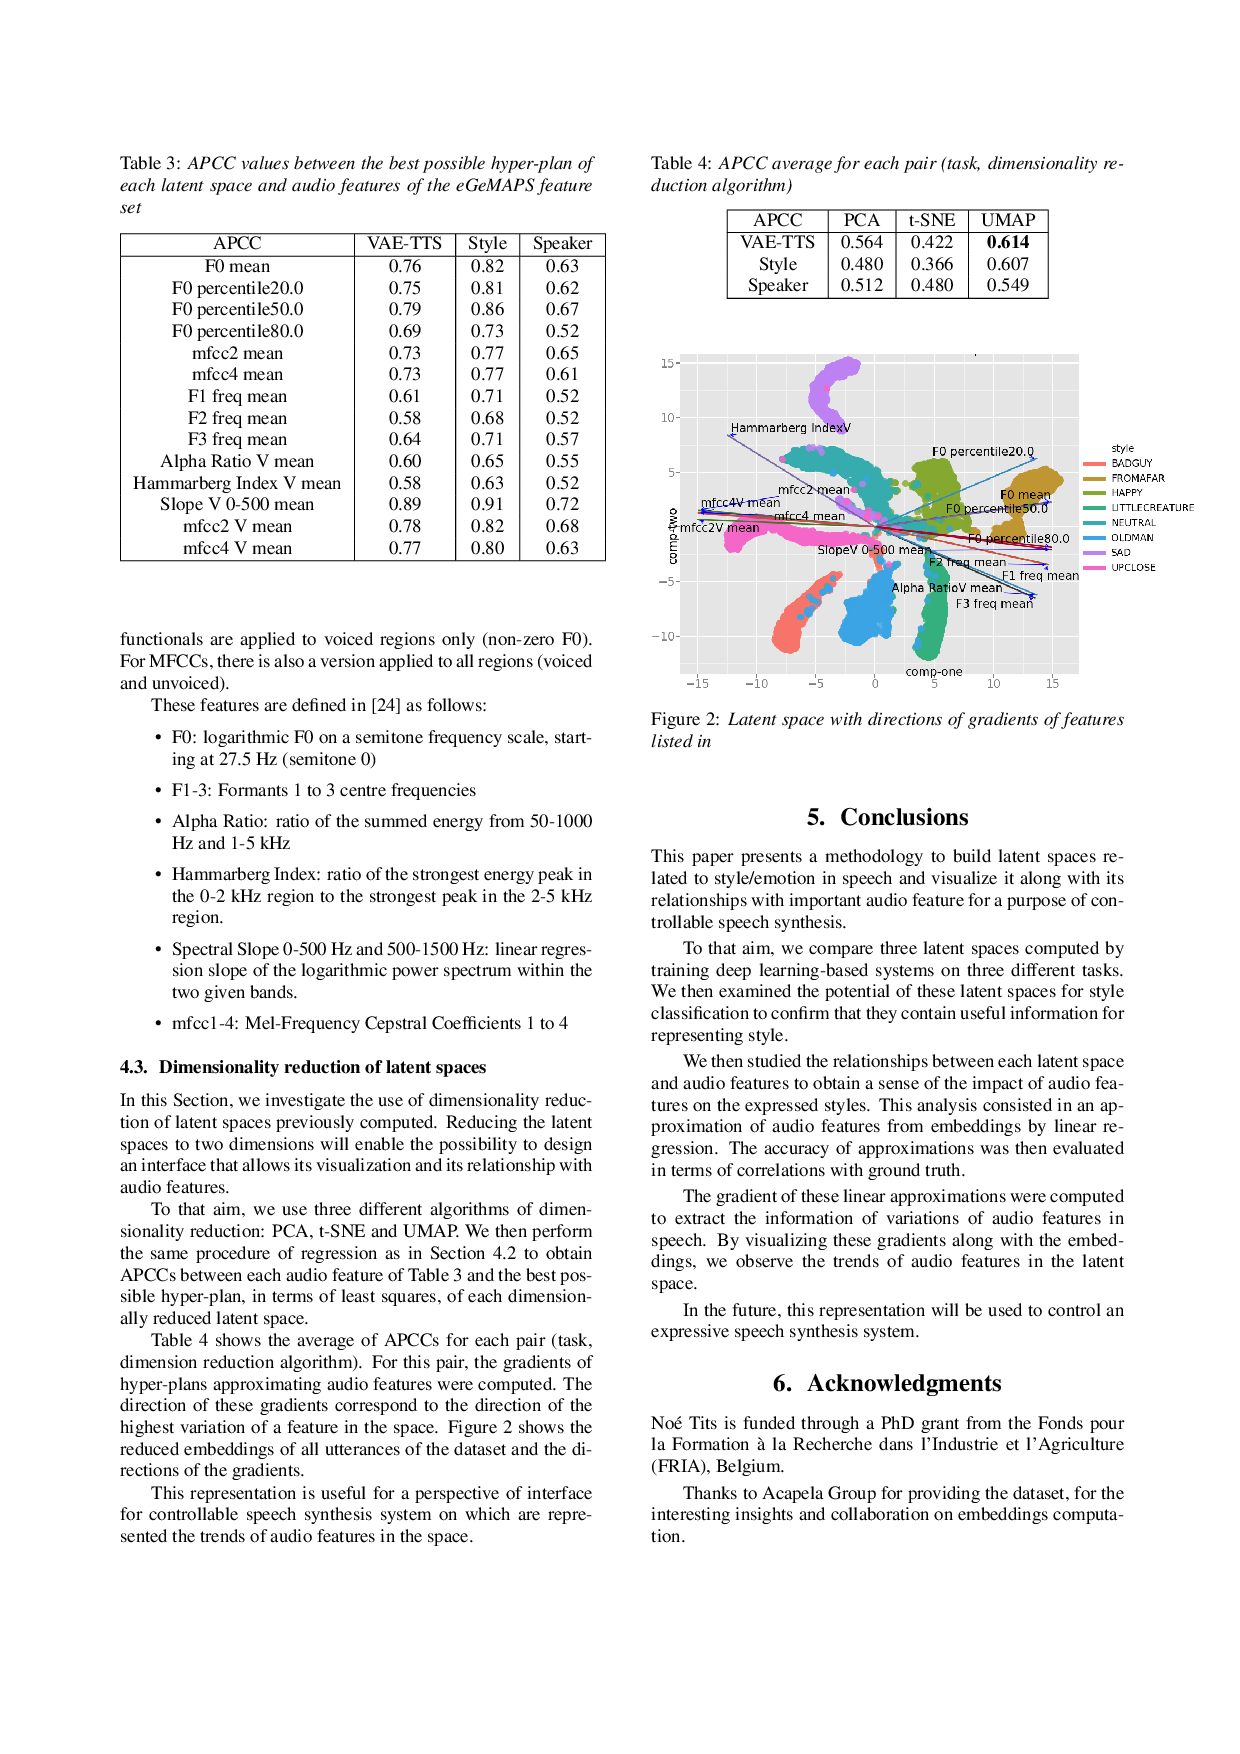 Table 3: APCC values between the best possible hyper-plan of
each latent space and audio features of the eGeMAPS feature
set
APCC VAE-TTS Style Speaker
F0 mean 0.76 0.82 0.63
F0 percentile20.0 0.75 0.81 0.62
F0 percentile50.0 0.79 0.86 0.67
F0 percentile80.0 0.69 0.73 0.52
mfcc2 mean 0.73 0.77 0.65
mfcc4 mean 0.73 0.77 0.61
F1 freq mean 0.61 0.71 0.52
F2 freq mean 0.58 0.68 0.52
F3 freq mean 0.64 0.71 0.57
Alpha Ratio V mean 0.60 0.65 0.55
Hammarberg Index V mean 0.58 0.63 0.52
Slope V 0-500 mean 0.89 0.91 0.72
mfcc2 V mean 0.78 0.82 0.68
mfcc4 V mean 0.77 0.80 0.63
functionals are applied to voiced regions only (non-zero F0).
For MFCCs, there is also a version applied to all regions (voiced
and unvoiced).
These features are defined in [24] as follows:
• F0: logarithmic F0 on a semitone frequency scale, start-
ing at 27.5 Hz (semitone 0)
• F1-3: Formants 1 to 3 centre frequencies
• Alpha Ratio: ratio of the summed energy from 50-1000
Hz and 1-5 kHz
• Hammarberg Index: ratio of the strongest energy peak in
the 0-2 kHz region to the strongest peak in the 2-5 kHz
region.
• Spectral Slope 0-500 Hz and 500-1500 Hz: linear regres-
sion slope of the logarithmic power spectrum within the
two given bands.
• mfcc1-4: Mel-Frequency Cepstral Coefficients 1 to 4
4.3. Dimensionality reduction of latent spaces
In this Section, we investigate the use of dimensionality reduc-
tion of latent spaces previously computed. Reducing the latent
spaces to two dimensions will enable the possibility to design
an interface that allows its visualization and its relationship with
audio features.
To that aim, we use three different algorithms of dimen-
sionality reduction: PCA, t-SNE and UMAP. We then perform
the same procedure of regression as in Section 4.2 to obtain
APCCs between each audio feature of Table 3 and the best pos-
sible hyper-plan, in terms of least squares, of each dimension-
ally reduced latent space.
Table 4 shows the average of APCCs for each pair (task,
dimension reduction algorithm). For this pair, the gradients of
hyper-plans approximating audio features were computed. The
direction of these gradients correspond to the direction of the
highest variation of a feature in the space. Figure 2 shows the
reduced embeddings of all utterances of the dataset and the di-
rections of the gradients.
This representation is useful for a perspective of interface
for controllable speech synthesis system on which are repre-
sented the trends of audio features in the space.
Table 4: APCC average for each pair (task, dimensionality re-
duction algorithm)
APCC PCA t-SNE UMAP
VAE-TTS 0.564 0.422 0.614
Style 0.480 0.366 0.607
Speaker 0.512 0.480 0.549
15
10
5
0
−5
−10
comp-two
Hammarberg IndexV
F0 percentile20.0
mfcc2 mean
F0 mean
mfcc4V mean
F0 percentile50.0
mfcc4 mean
mfcc2V mean
F0 percentile80.0
SlopeV 0-500 mean
F2 freq mean
F1 freq mean
Alpha RatioV mean
F3 freq mean
comp-one
−15 −10 −5 0 5 10 15
style
BADGUY
FROMAFAR
HAPPY
LITTLECREATURE
NEUTRAL
OLDMAN
SAD
UPCLOSE
Figure 2: Latent space with directions of gradients of features
listed in
5. Conclusions
This paper presents a methodology to build latent spaces re-
lated to style/emotion in speech and visualize it along with its
relationships with important audio feature for a purpose of con-
trollable speech synthesis.
To that aim, we compare three latent spaces computed by
training deep learning-based systems on three different tasks.
We then examined the potential of these latent spaces for style
classification to confirm that they contain useful information for
representing style.
We then studied the relationships between each latent space
and audio features to obtain a sense of the impact of audio fea-
tures on the expressed styles. This analysis consisted in an ap-
proximation of audio features from embeddings by linear re-
gression. The accuracy of approximations was then evaluated
in terms of correlations with ground truth.
The gradient of these linear approximations were computed
to extract the information of variations of audio features in
speech. By visualizing these gradients along with the embed-
dings, we observe the trends of audio features in the latent
space.
In the future, this representation will be used to control an
expressive speech synthesis system.
6. Acknowledgments
Noé Tits is funded through a PhD grant from the Fonds pour
la Formation à la Recherche dans l'Industrie et l'Agriculture
(FRIA), Belgium.
Thanks to Acapela Group for providing the dataset, for the
interesting insights and collaboration on embeddings computa-
tion.